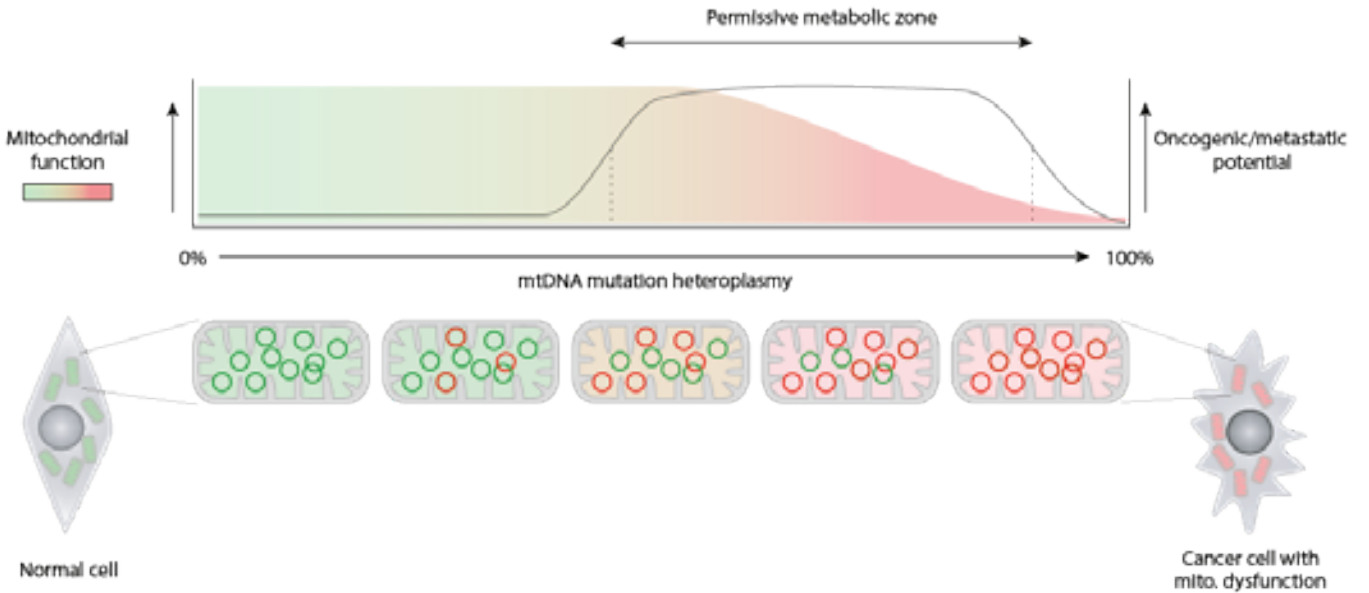 Permissive metabolic zone
Mitochondrial
function
Oncogenic/metastatic
potential
0%
100%
mtDNA mutation heteroplasmy
Normal cell
Cancer cell with
mito. dysfunction